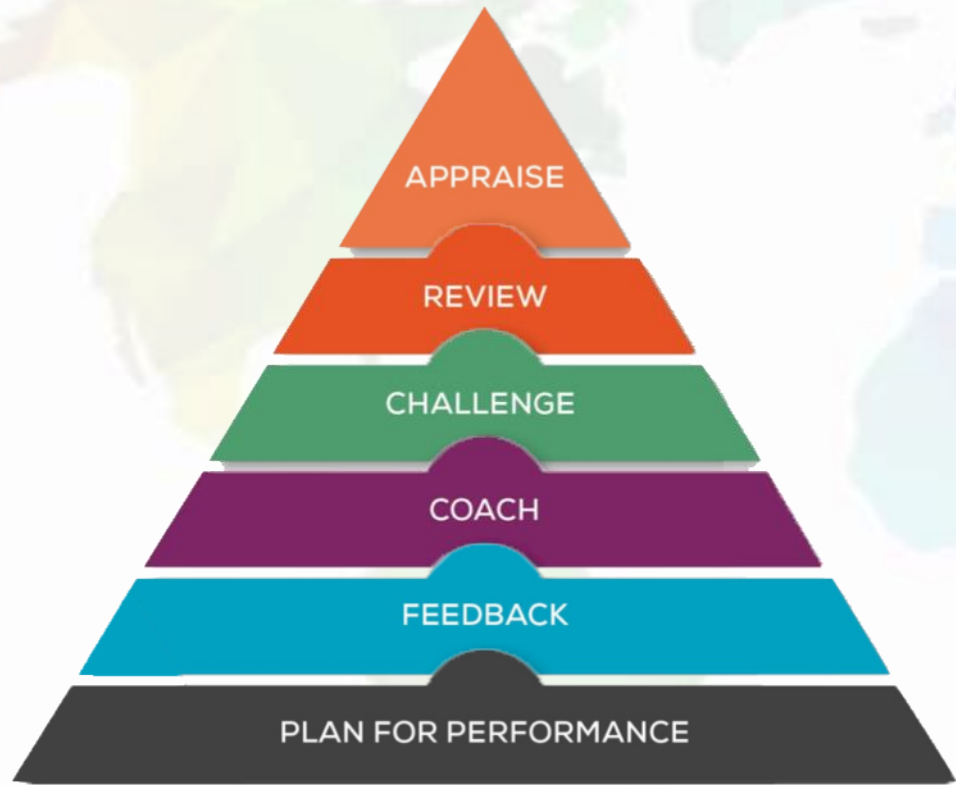 APPRAISE
REVIEW
CHALLENGE
COACH
FEEDBACK
PLAN FOR PERFORMANCE